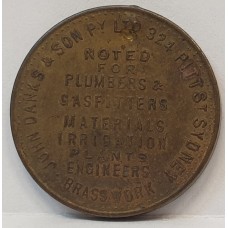 JOHN DANKS & SON PY LTD 324 PITT ST SYDNEY
NOTED
FOR
PLUMBERS &
GASFITTERS
MATERIALS
IRRIGATION
PLANTS
ENGINEERS
BRASS WORK